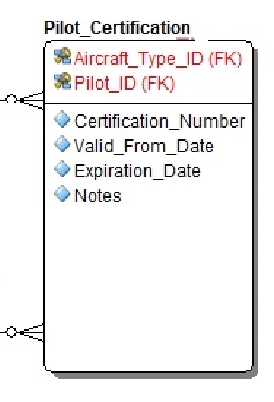 Pilot_Certification
Aircraft_Type_ID (FK)
Pilot_ID (FK)
Certification_Number
Valid_From_Date
Expiration_Date
Notes